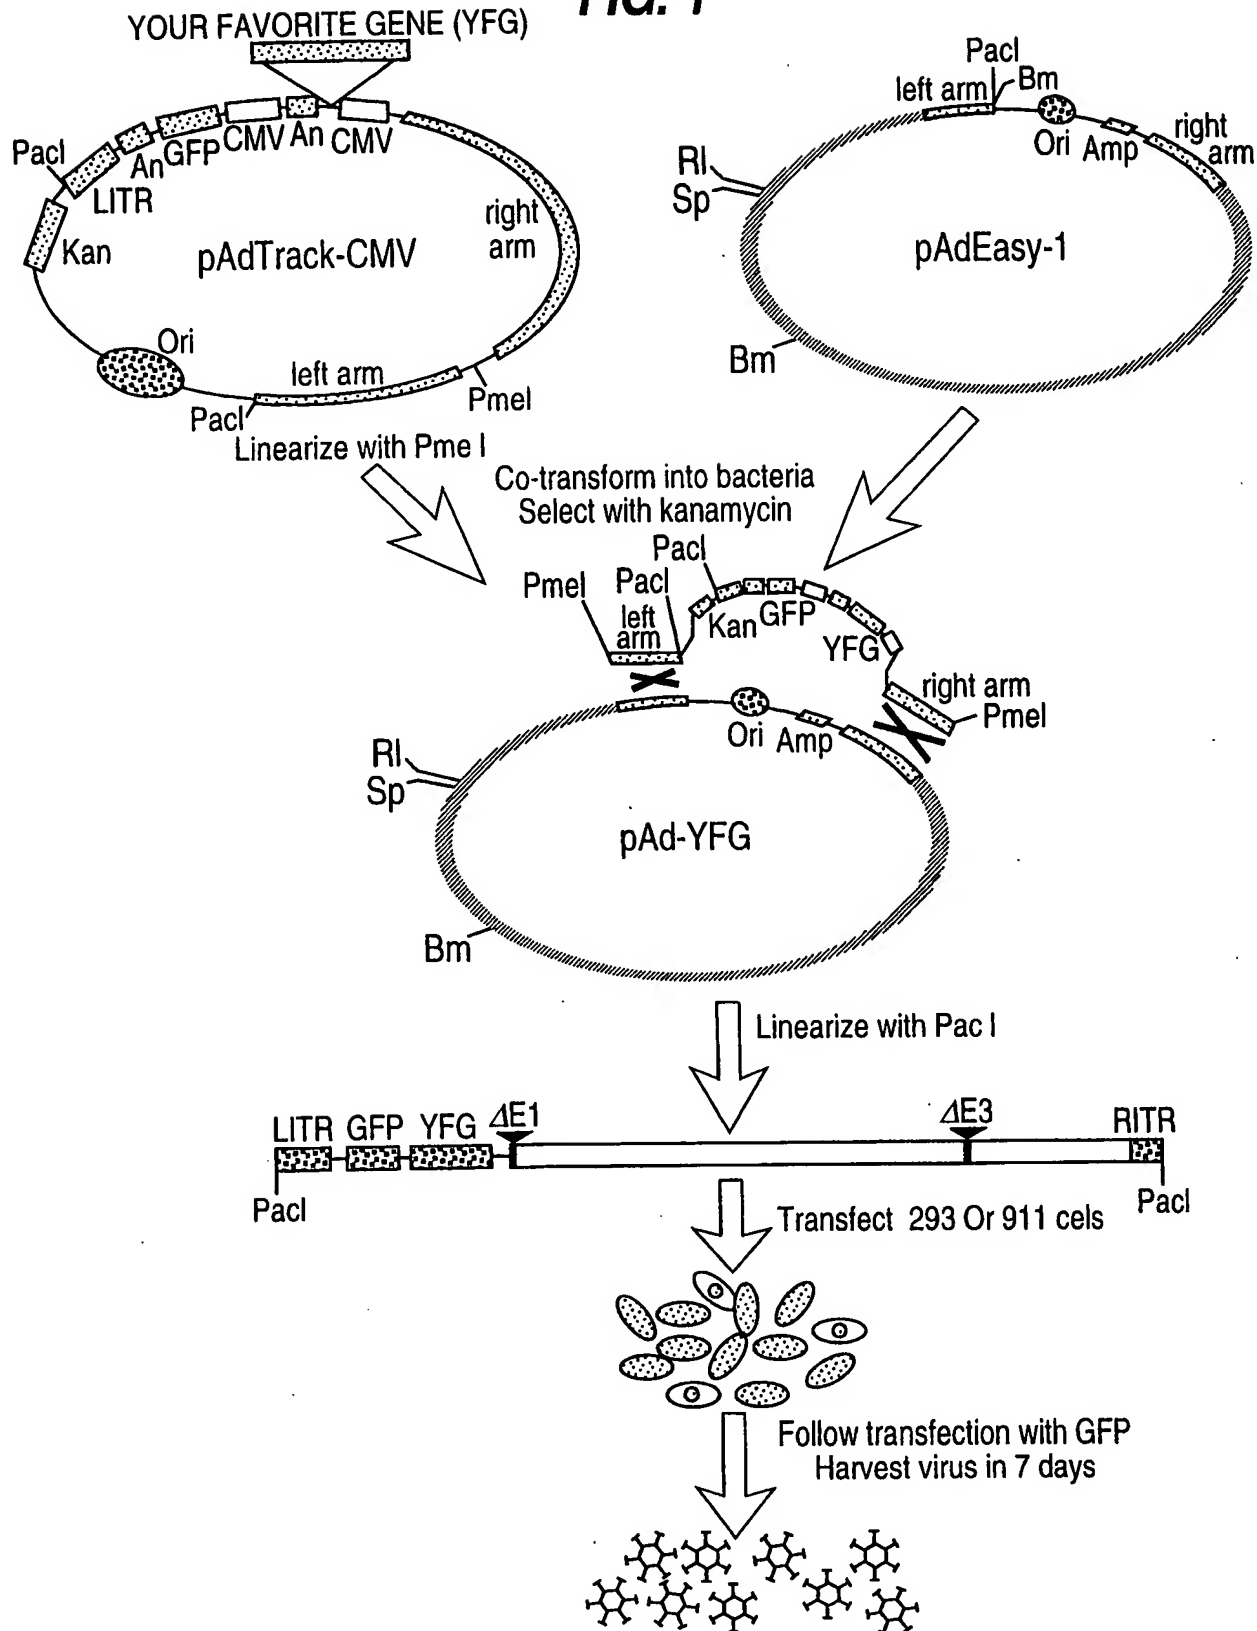 FIG. 1
YOUR FAVORITE GENE (YFG)
PacI
LITR
An
GFP
CMV
An
CMV
Kan
pAdTrack-CMV
right
arm
Ori
left arm
PacI
PmeI
Linearize with Pme I
PacI
left arm
Bm
Ori
Amp
right
arm
RI
Sp
pAdEasy-1
Bm
Co-transform into bacteria
Select with kanamycin
PmeI
PacI
PacI
left
arm
Kan
GFP
YFG
right arm
PmeI
Ori
Amp
RI
Sp
pAd-YFG
Bm
Linearize with Pac I
LITR
GFP
YFG
ΔE1
ΔE3
RITR
PacI
PacI
Transfect 293 Or 911 cels
Follow transfection with GFP
Harvest virus in 7 days